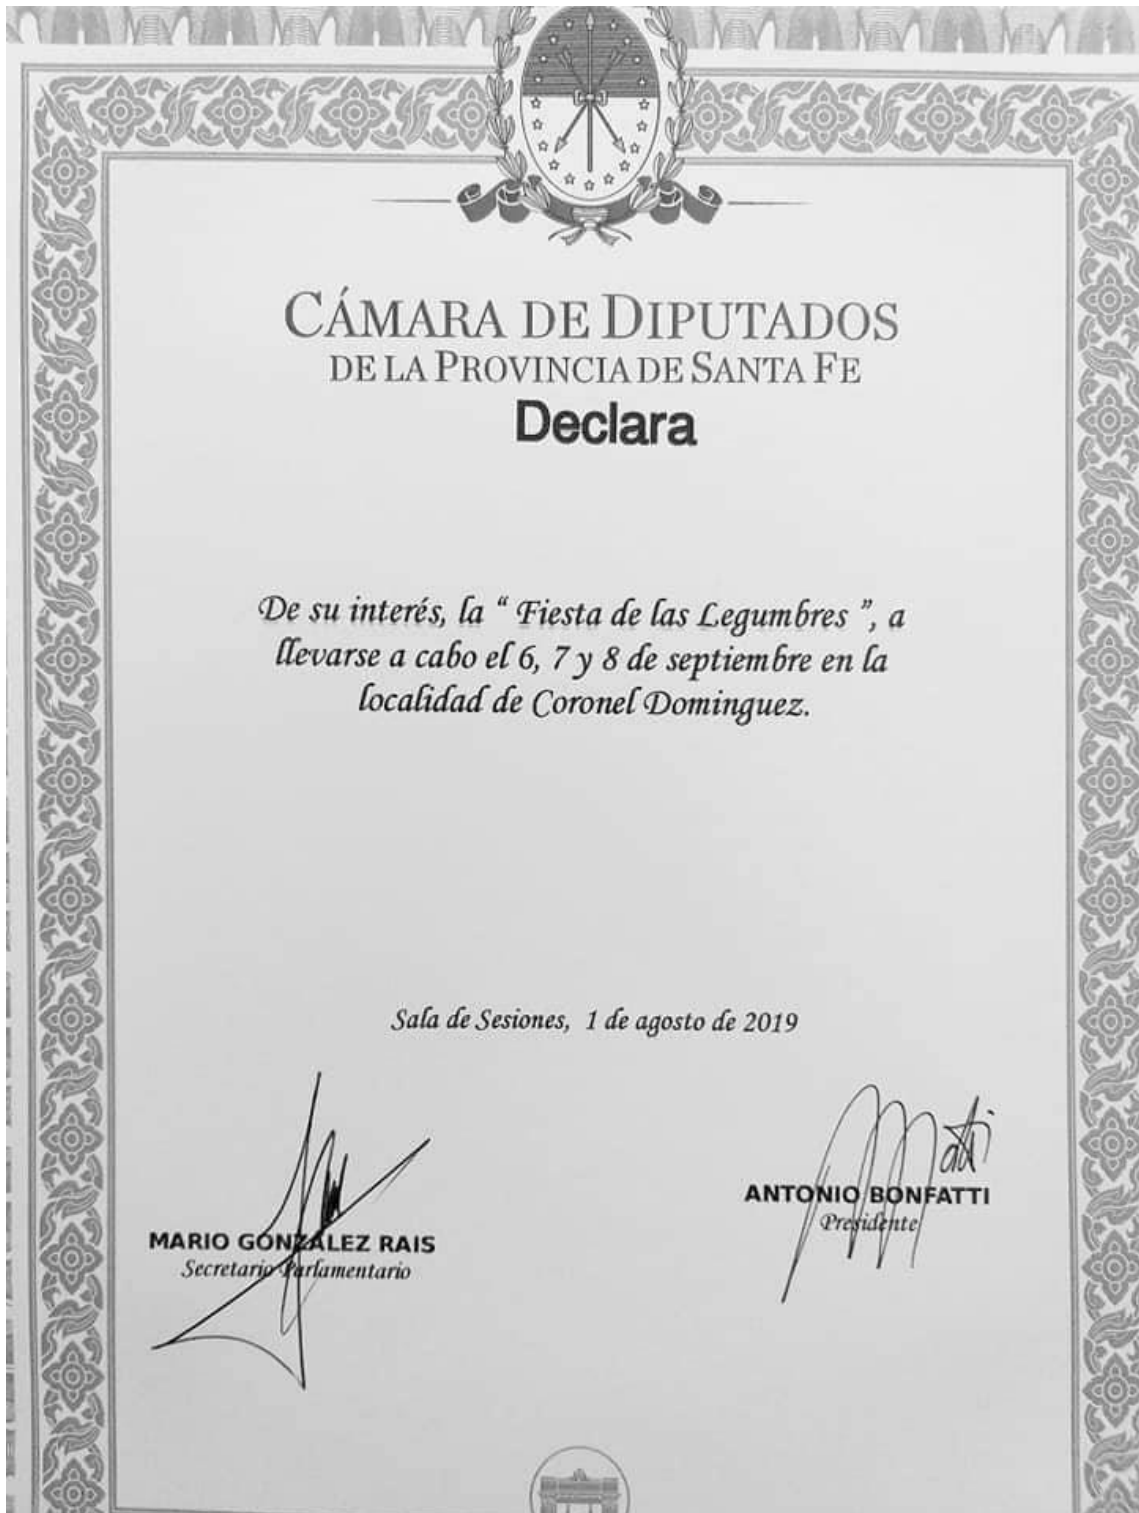 CÁMARA DE DIPUTADOS
DE LA PROVINCIA DE SANTA FE
Declara
De su interés, la “ Fiesta de las Legumbres ”, a
llevarse a cabo el 6, 7 y 8 de septiembre en la
localidad de Coronel Dominguez.
Sala de Sesiones, 1 de agosto de 2019
ANTONIO BONFATTI
Presidente
MARIO GONZÁLEZ RAIS
Secretario Parlamentario